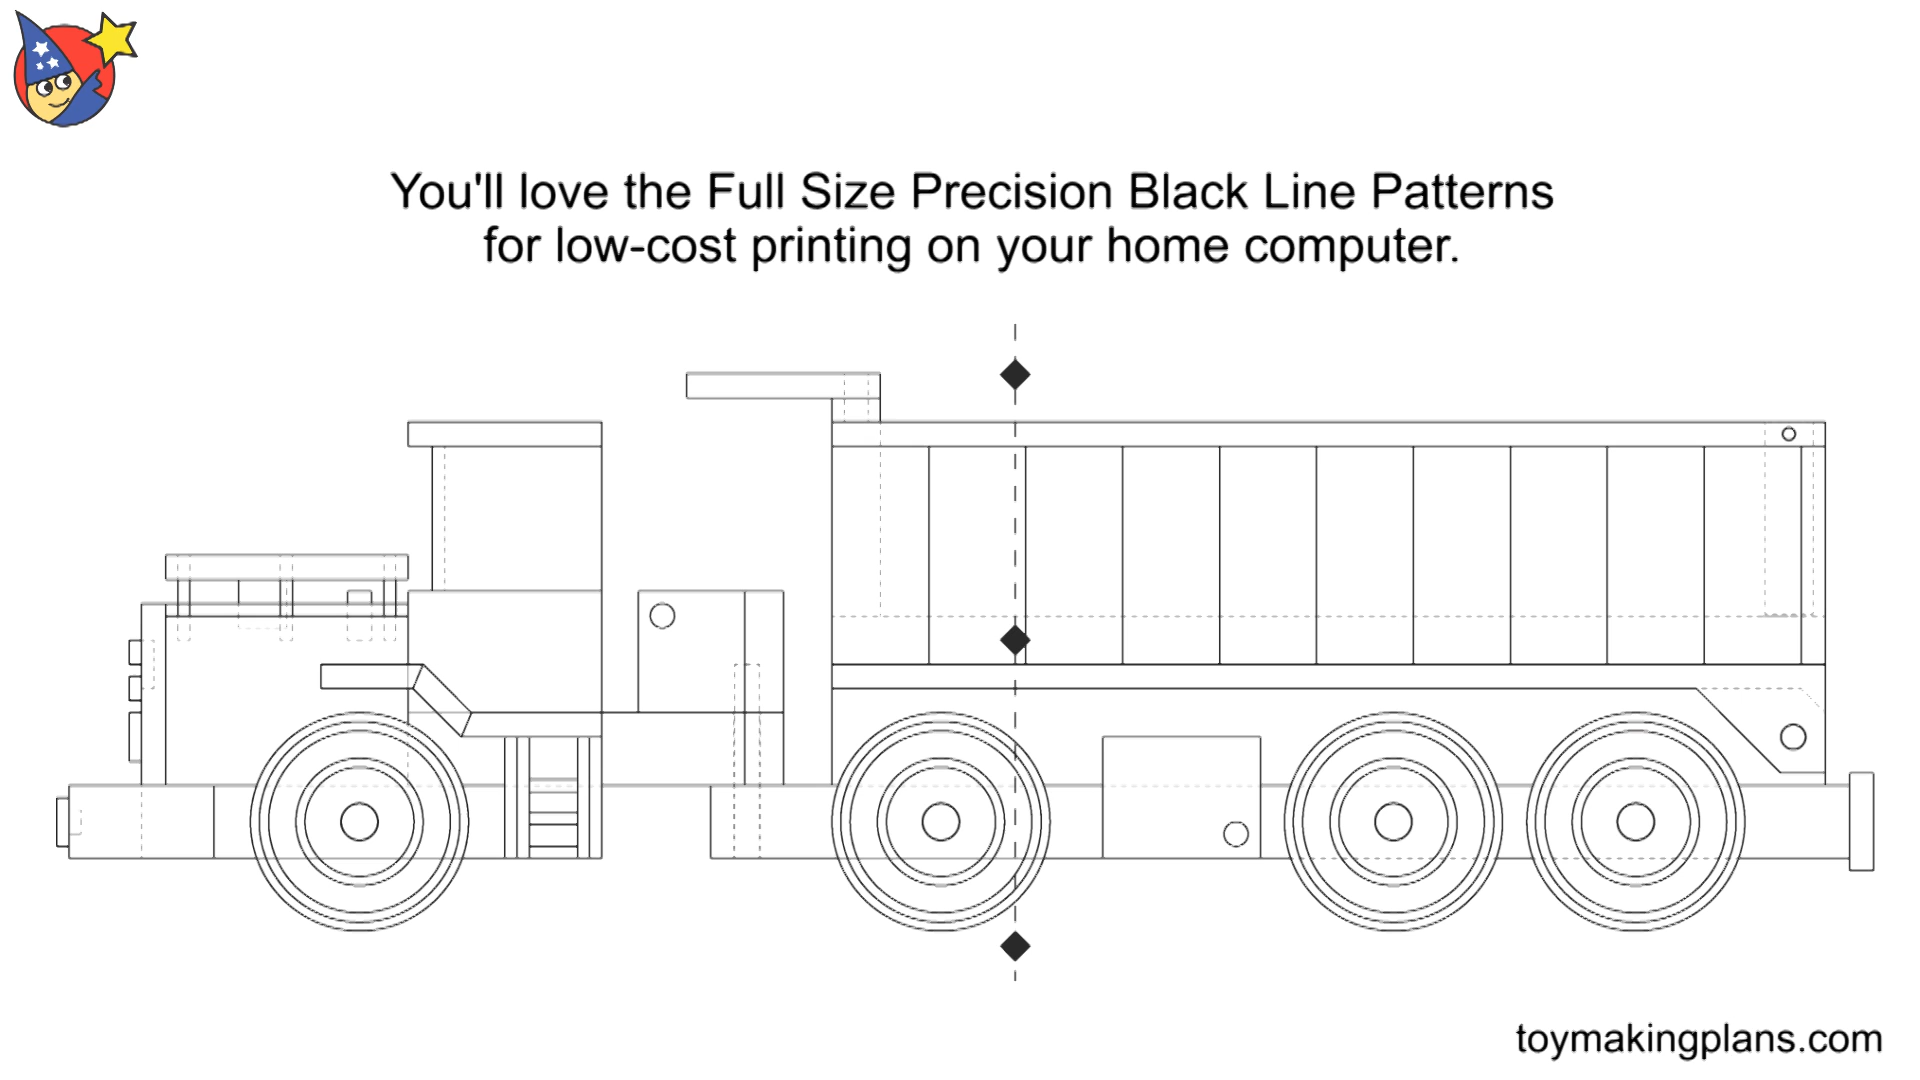 You'll love the Full Size Precision Black Line Patterns
for low-cost printing on your home computer.
toymakingplans.com